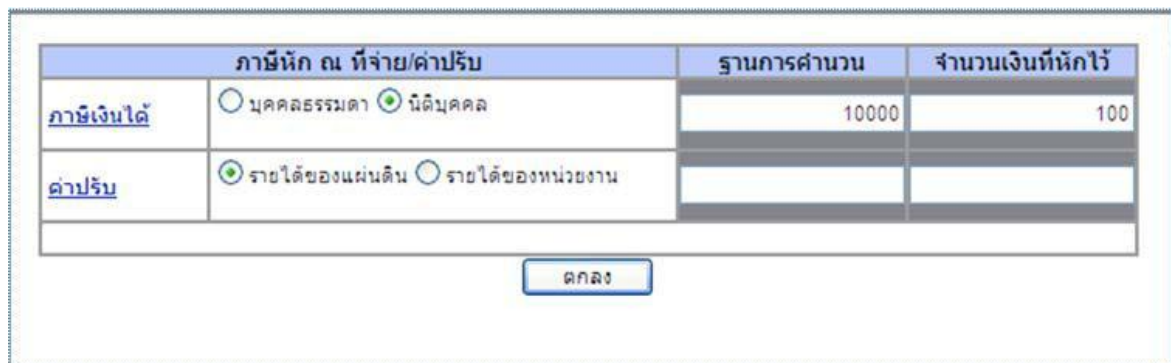 ภาษีหัก ณ ที่จ่าย/ค่าปรับ ฐานการคำนวน จำนวนเงินที่หักไว้
ภาษีเงินได้ บุคคลธรรมดา นิติบุคคล 10000 100
ค่าปรับ รายได้ของแผ่นดิน รายได้ของหน่วยงาน
ตกลง